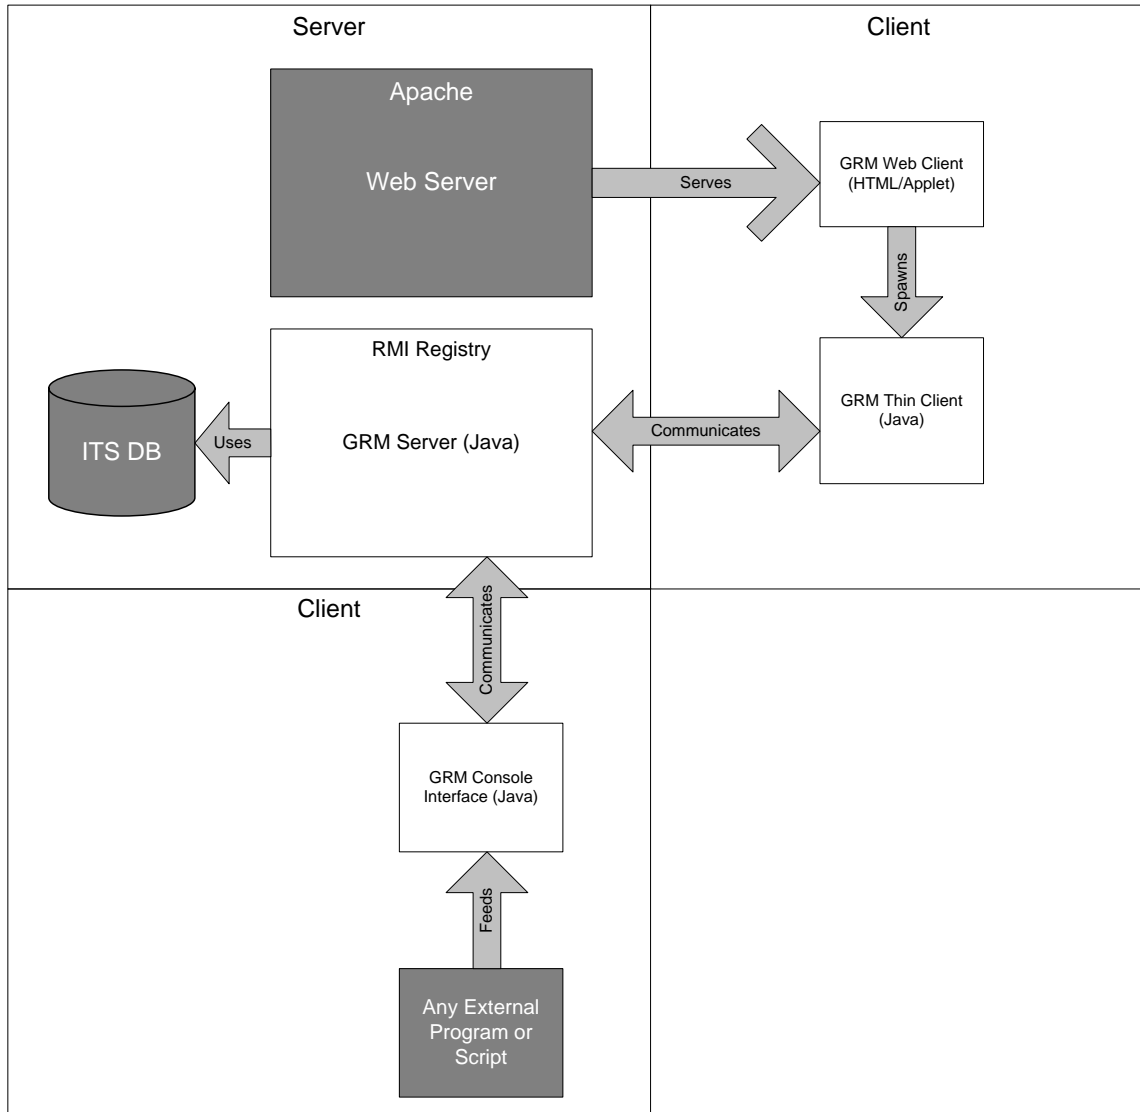 Server
Client
Apache
Web Server
Serves
GRM Web Client
(HTML/Applet)
Spawns
RMI Registry
GRM Server (Java)
ITS DB
Uses
Communicates
GRM Thin Client
(Java)
Communicates
Client
GRM Console
Interface (Java)
Feeds
Any External
Program or
Script